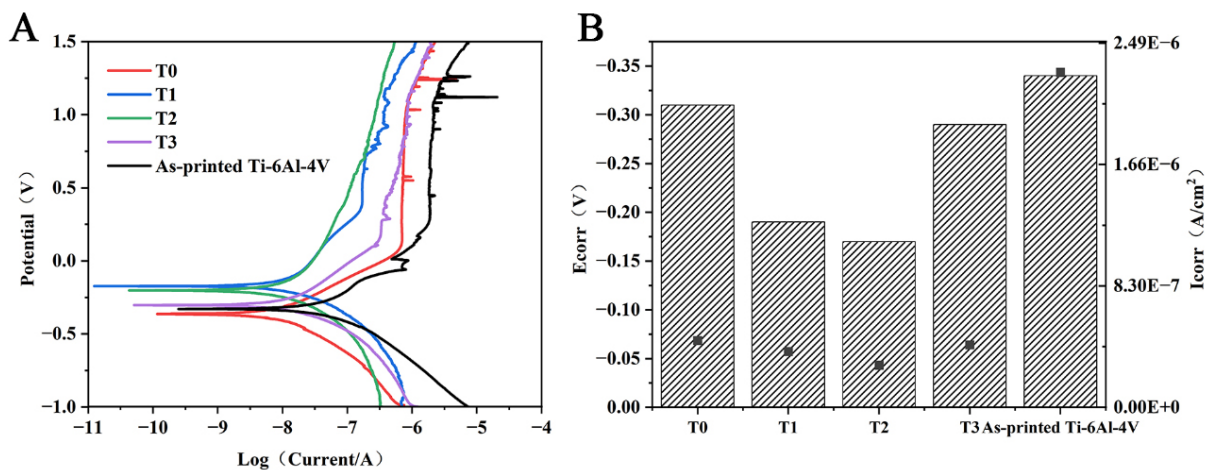 A
1.5
1.0
0.5
0.0
−0.5
−1.0
Potential（V）
T0
T1
T2
T3
As-printed Ti-6Al-4V
−11
−10
−9
−8
−7
−6
−5
−4
Log（Current/A）
B
−0.35
−0.30
−0.25
−0.20
−0.15
−0.10
−0.05
0.00
Ecorr（V）
2.49E-6
1.66E-6
8.30E-7
0.00E+0
Icorr（A/cm²）
T0
T1
T2
T3
As-printed Ti-6Al-4V